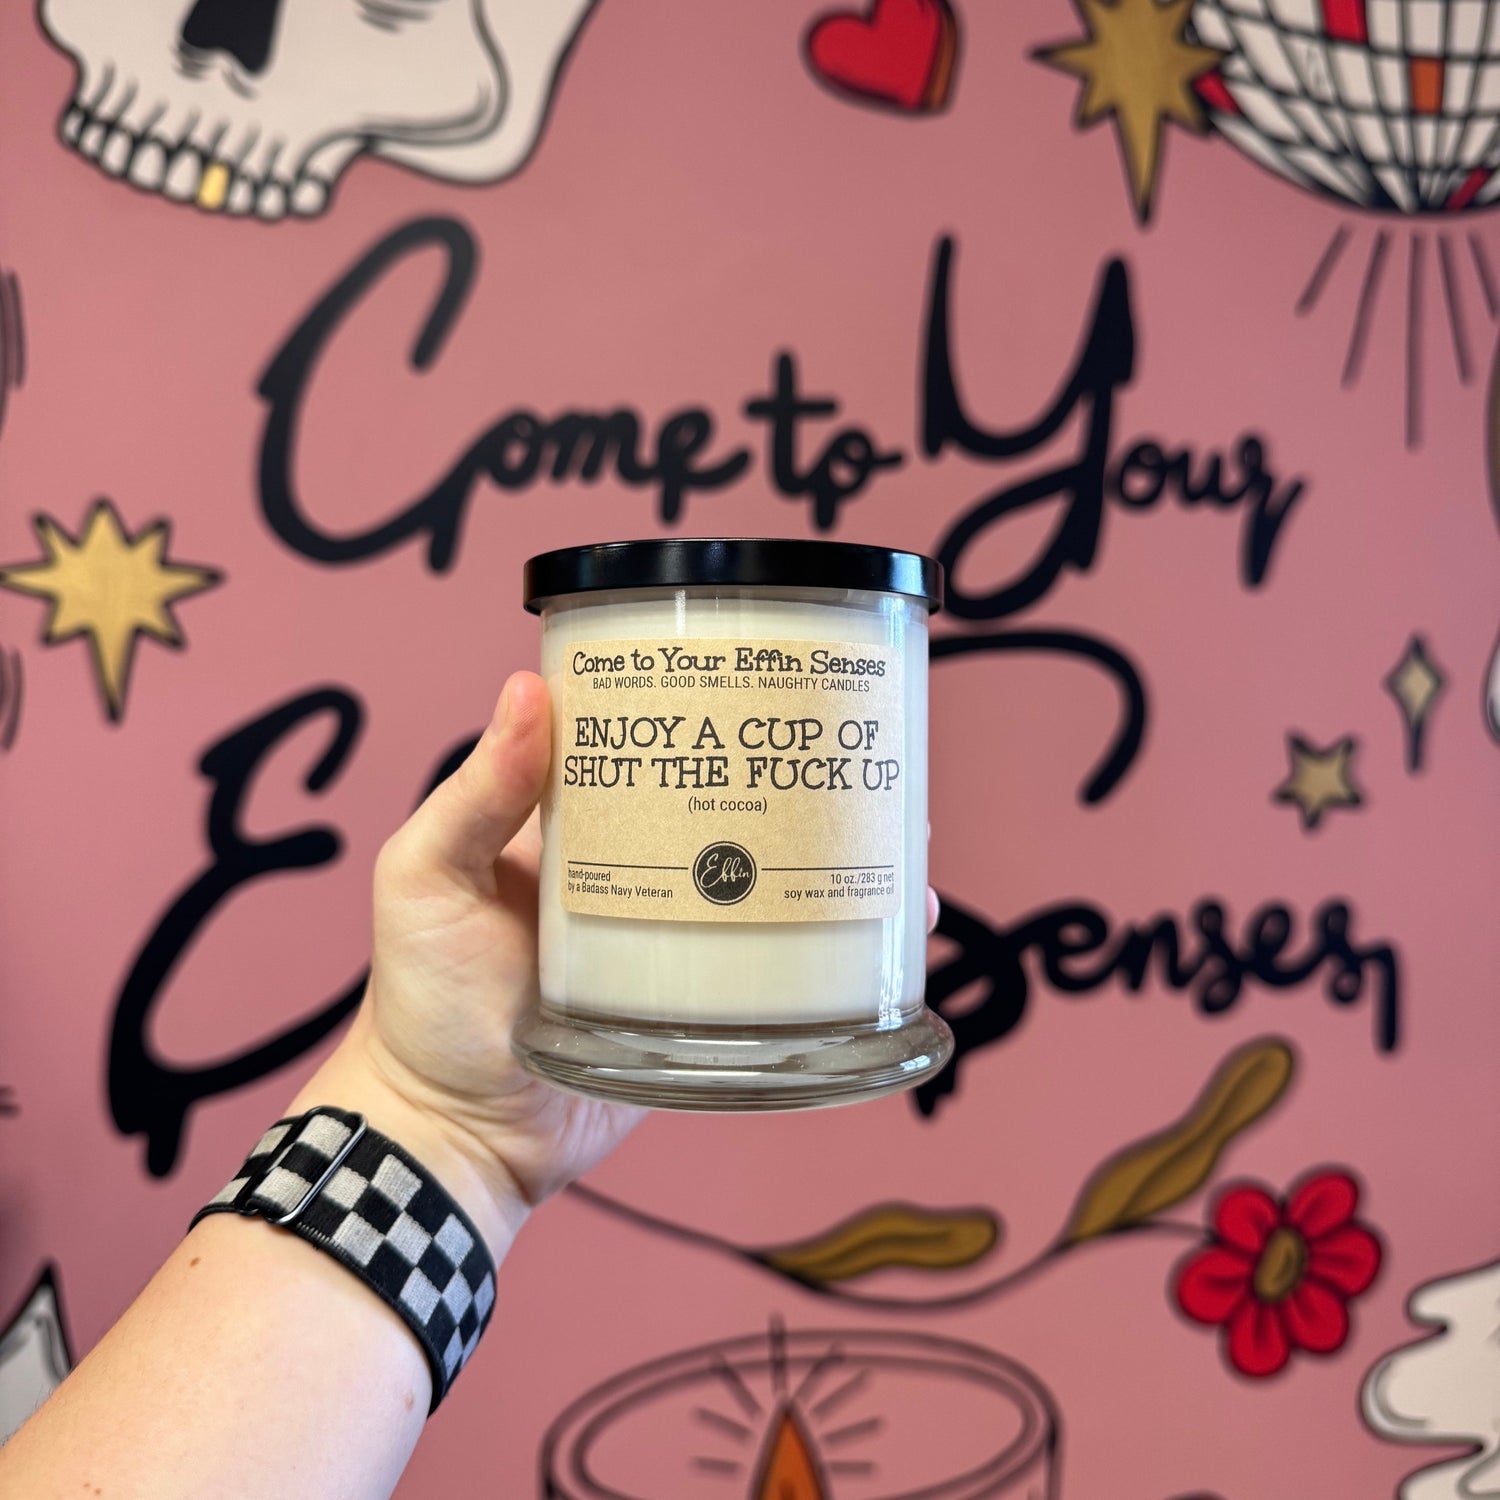 Come to Your
E Senses
Come to Your Effin Senses
BAD WORDS. GOOD SMELLS. NAUGHTY CANDLES
ENJOY A CUP OF
SHUT THE FUCK UP
(hot cocoa)
hand-poured
by a Badass Navy Veteran
Effin
10 oz./283 g net
soy wax and fragrance oil